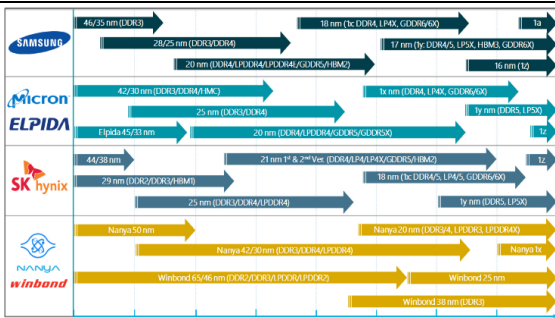 SAMSUNG
46/35 nm (DDR3)
18 nm (1x: DDR4, LP4X, GDDR6/6X)
1a
28/25 nm (DDR3/DDR4)
17 nm (1y: DDR4/5, LP5X, HBM3, GDDR6X)
20 nm (DDR4/LPDDR4/LPDDR4E/GDDR5/HBM2)
16 nm (1z)
Micron
ELPIDA
42/30 nm (DDR3/DDR4/HMC)
1x nm (DDR4, LP4X, GDDR6/6X)
25 nm (DDR3/DDR4)
1y nm (DDR5, LP5X)
Elpida 45/33 nm
20 nm (DDR4/LPDDR4/GDDR5/GDDR5X)
1z
SK hynix
44/38 nm
21 nm 1st & 2nd Ver. (DDR4/LP4/LP4X/GDDR5/HBM2)
1z
29 nm (DDR2/DDR3/HBM1)
18 nm (1x: DDR4/5, LP4/5, GDDR6/6X)
25 nm (DDR3/DDR4/LPDDR4)
1y nm (DDR5, LP5X)
NANYA
winbond
Nanya 50 nm
Nanya 20 nm (DDR3/4, LPDDR3, LPDDR4X)
Nanya 42/30 nm (DDR3/DDR4/LPDDR4)
Nanya 1x
Winbond 65/46 nm (DDR2/DDR3/LPDDR/LPDDR2)
Winbond 25 nm
Winbond 38 nm (DDR3)